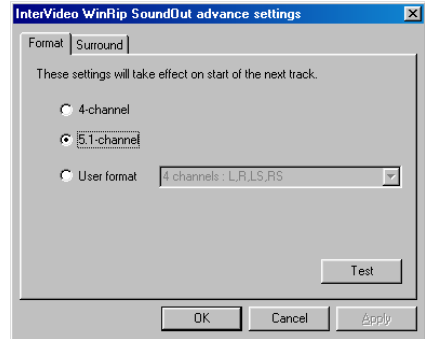 InterVideo WinRip SoundOut advance settings
Format Surround
These settings will take effect on start of the next track.
4-channel
5.1-channel
User format 4 channels : L,R,LS,RS
Test
OK Cancel Apply